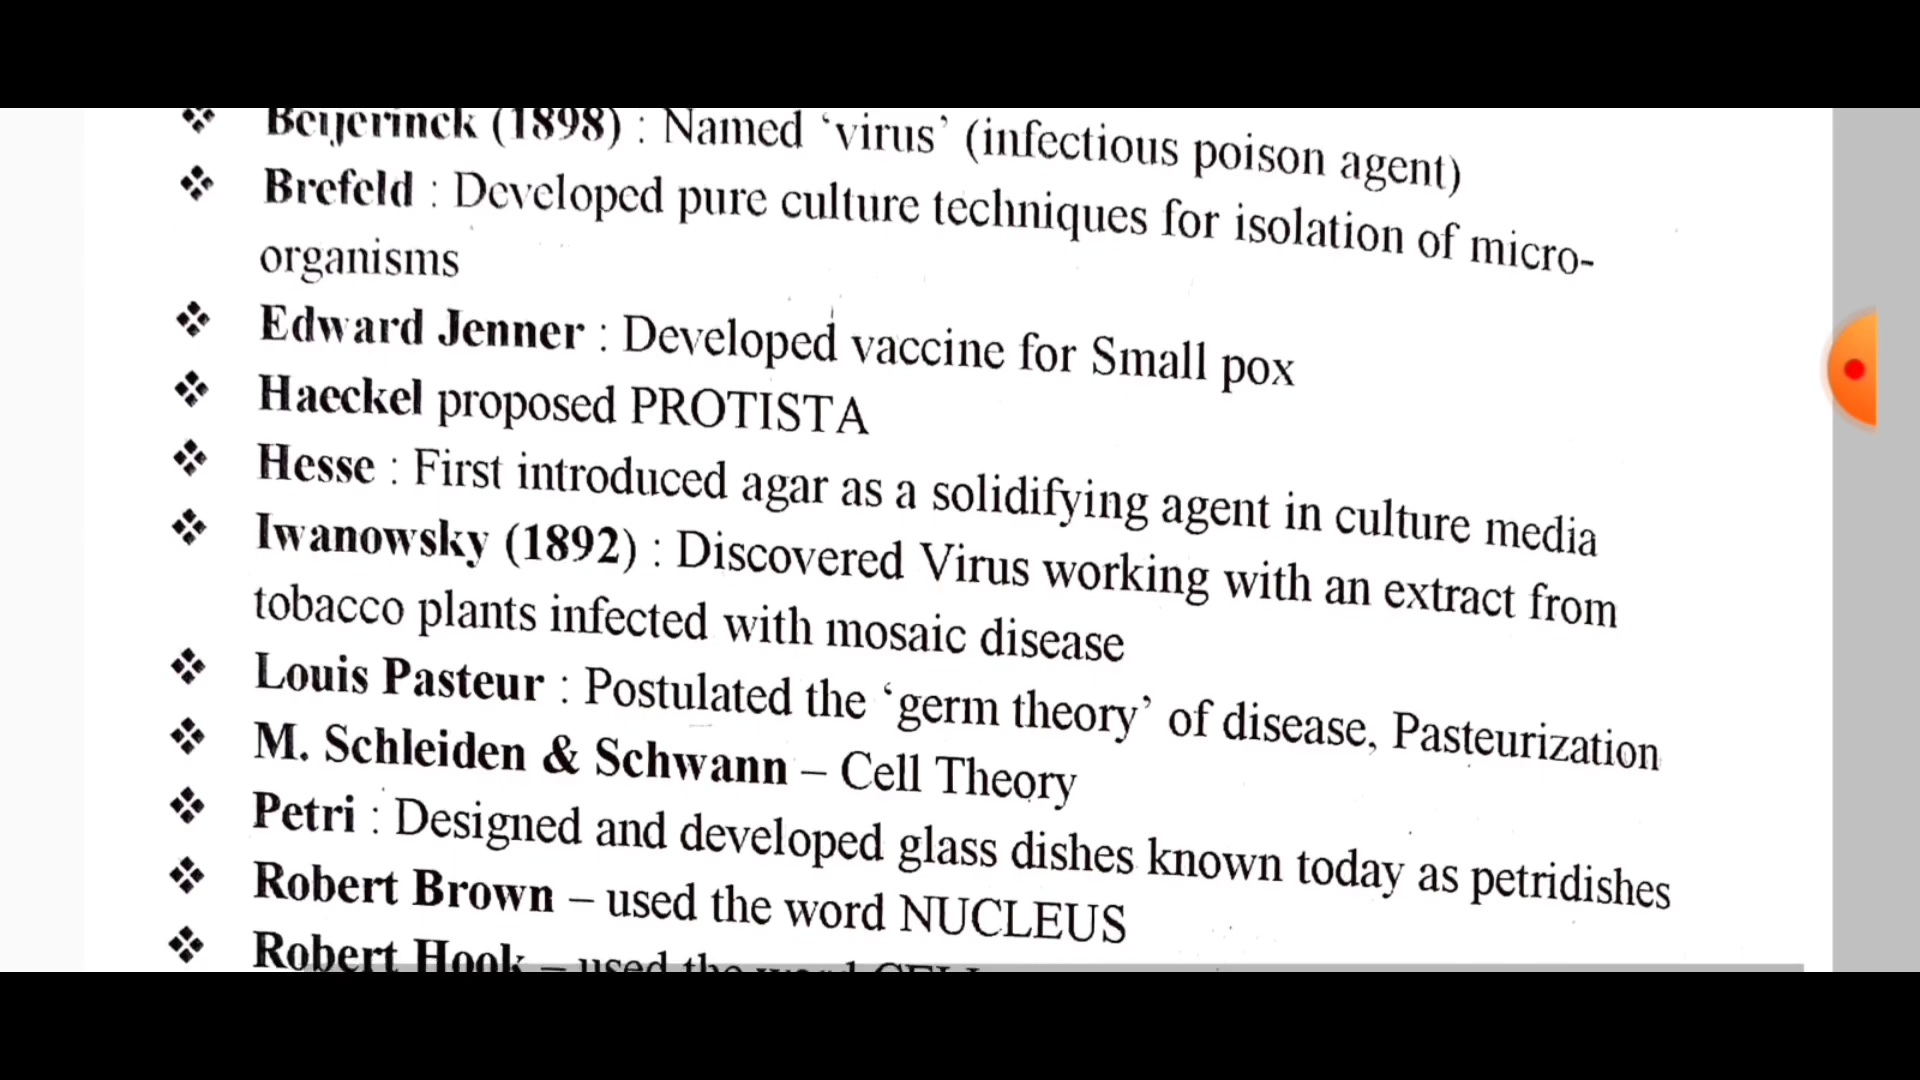 ❖ Beijerinck (1898) : Named ‘virus’ (infectious poison agent)
❖ Brefeld : Developed pure culture techniques for isolation of micro-
organisms
❖ Edward Jenner : Developed vaccine for Small pox
❖ Haeckel proposed PROTISTA
❖ Hesse : First introduced agar as a solidifying agent in culture media
❖ Iwanowsky (1892) : Discovered Virus working with an extract from
tobacco plants infected with mosaic disease
❖ Louis Pasteur : Postulated the ‘germ theory’ of disease, Pasteurization
❖ M. Schleiden & Schwann – Cell Theory
❖ Petri : Designed and developed glass dishes known today as petridishes
❖ Robert Brown – used the word NUCLEUS
❖ Robert Hook – used the word CELL